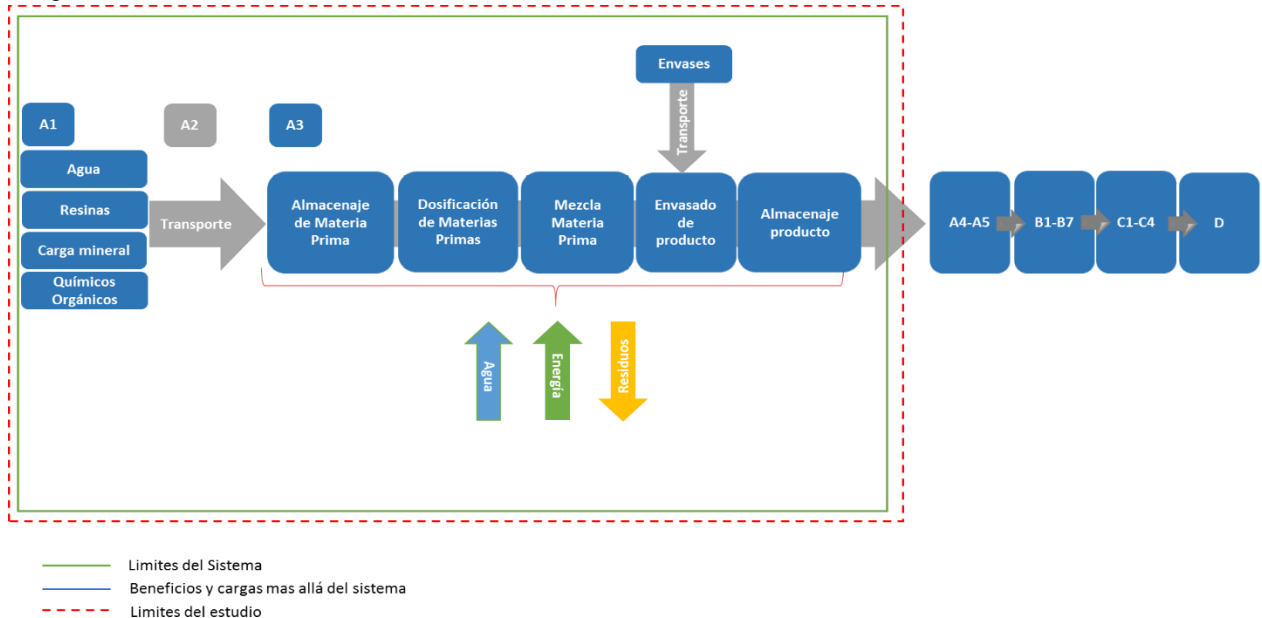 Envases
Transporte
A1
A2
A3
Agua
Resinas
Carga mineral
Químicos
Orgánicos
Transporte
Almacenaje
de Materia
Prima
Dosificación
de Materias
Primas
Mezcla
Materia
Prima
Envasado
de
producto
Almacenaje
producto
A4-A5
B1-B7
C1-C4
D
Agua
Energía
Residuos
Limites del Sistema
Beneficios y cargas mas allá del sistema
Limites del estudio